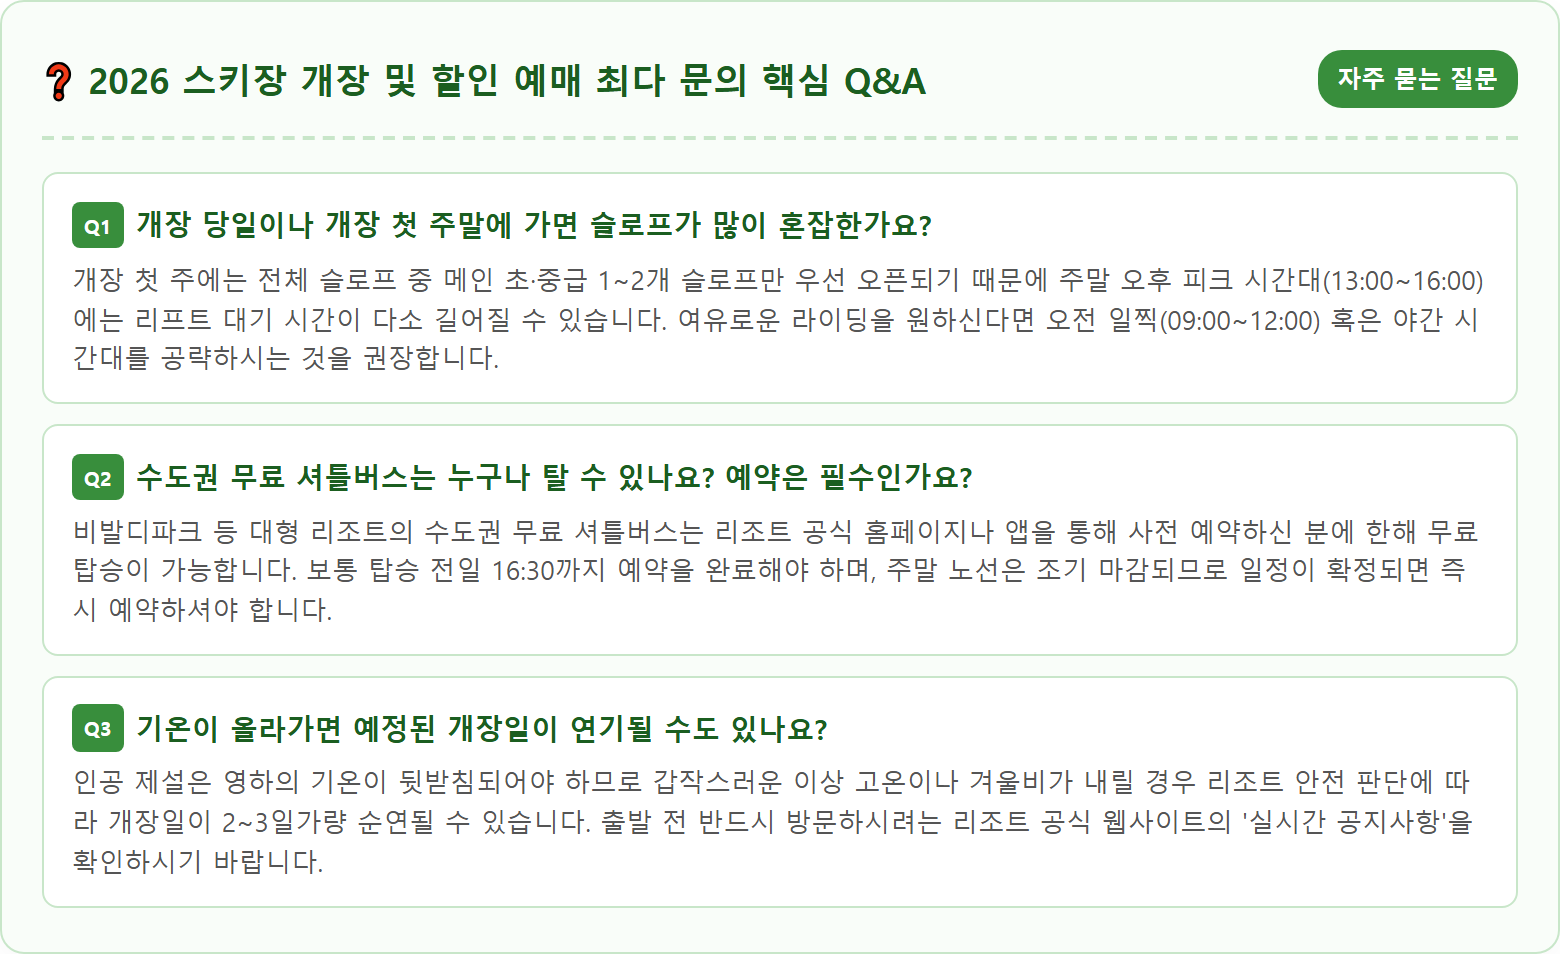 ❓ 2026 스키장 개장 및 할인 예매 최다 문의 핵심 Q&A
자주 묻는 질문
Q1 개장 당일이나 개장 첫 주말에 가면 슬로프가 많이 혼잡한가요?
개장 첫 주에는 전체 슬로프 중 메인 초·중급 1~2개 슬로프만 우선 오픈되기 때문에 주말 오후 피크 시간대(13:00~16:00)
에는 리프트 대기 시간이 다소 길어질 수 있습니다. 여유로운 라이딩을 원하신다면 오전 일찍(09:00~12:00) 혹은 야간 시
간대를 공략하시는 것을 권장합니다.
Q2 수도권 무료 셔틀버스는 누구나 탈 수 있나요? 예약은 필수인가요?
비발디파크 등 대형 리조트의 수도권 무료 셔틀버스는 리조트 공식 홈페이지나 앱을 통해 사전 예약하신 분에 한해 무료
탑승이 가능합니다. 보통 탑승 전일 16:30까지 예약을 완료해야 하며, 주말 노선은 조기 마감되므로 일정이 확정되면 즉
시 예약하셔야 합니다.
Q3 기온이 올라가면 예정된 개장일이 연기될 수도 있나요?
인공 제설은 영하의 기온이 뒷받침되어야 하므로 갑작스러운 이상 고온이나 겨울비가 내릴 경우 리조트 안전 판단에 따
라 개장일이 2~3일가량 순연될 수 있습니다. 출발 전 반드시 방문하시려는 리조트 공식 웹사이트의 '실시간 공지사항'을
확인하시기 바랍니다.